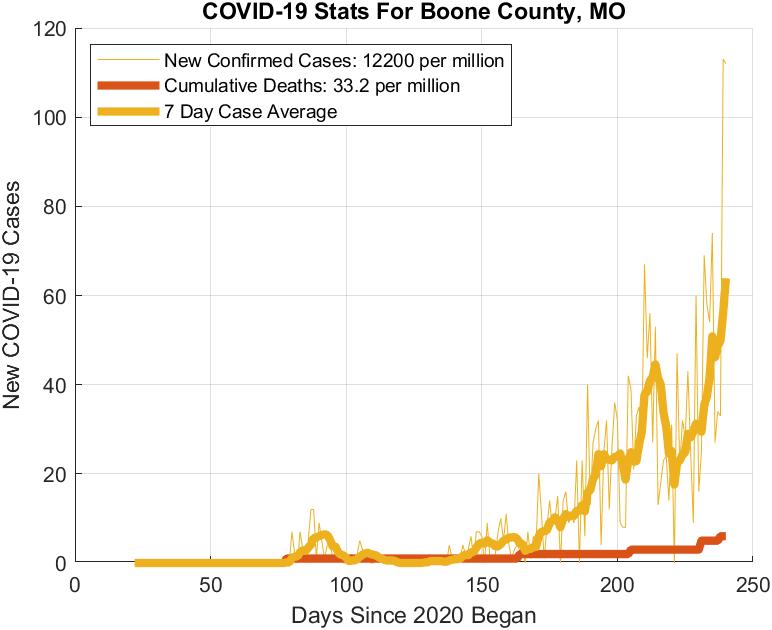 COVID-19 Stats For Boone County, MO
120
100
80
60
40
20
0
New COVID-19 Cases
New Confirmed Cases: 12200 per million
Cumulative Deaths: 33.2 per million
7 Day Case Average
0 50 100 150 200 250
Days Since 2020 Began